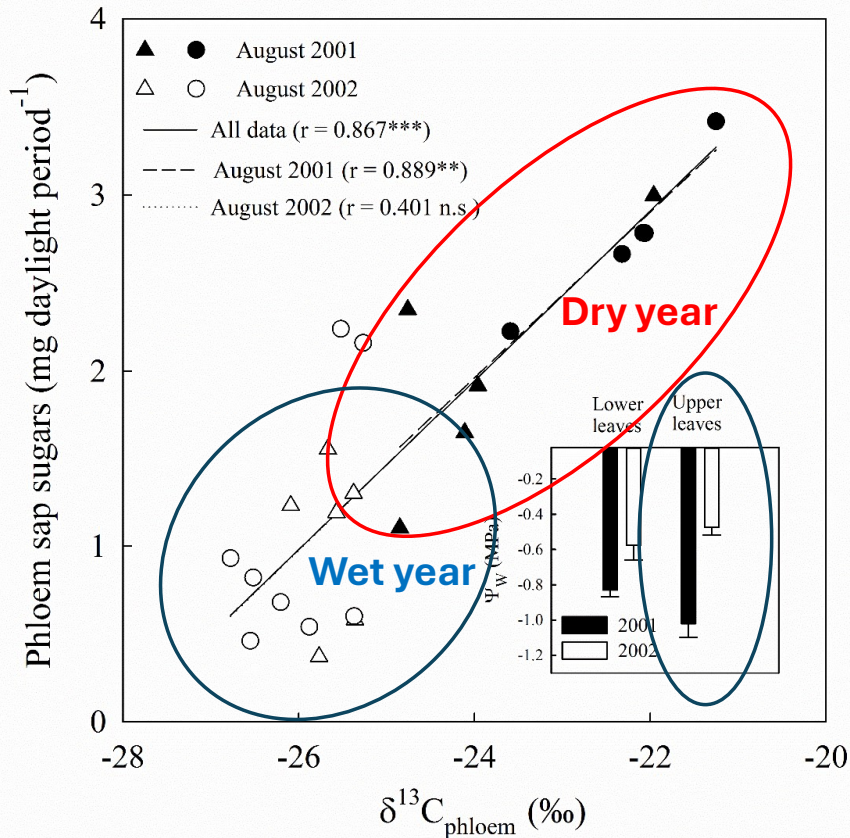 4
3
2
1
0
-28
-26
-24
-22
-20
Phloem sap sugars (mg daylight period⁻¹)
δ¹³C_phloem (‰)
August 2001
August 2002
All data (r = 0.867***)
August 2001 (r = 0.889**)
August 2002 (r = 0.401 n.s.)
Dry year
Wet year
Lower
leaves
Upper
leaves
-0.2
-0.4
-0.6
-0.8
-1.0
-1.2
Ψ_W (MPa)
2001
2002